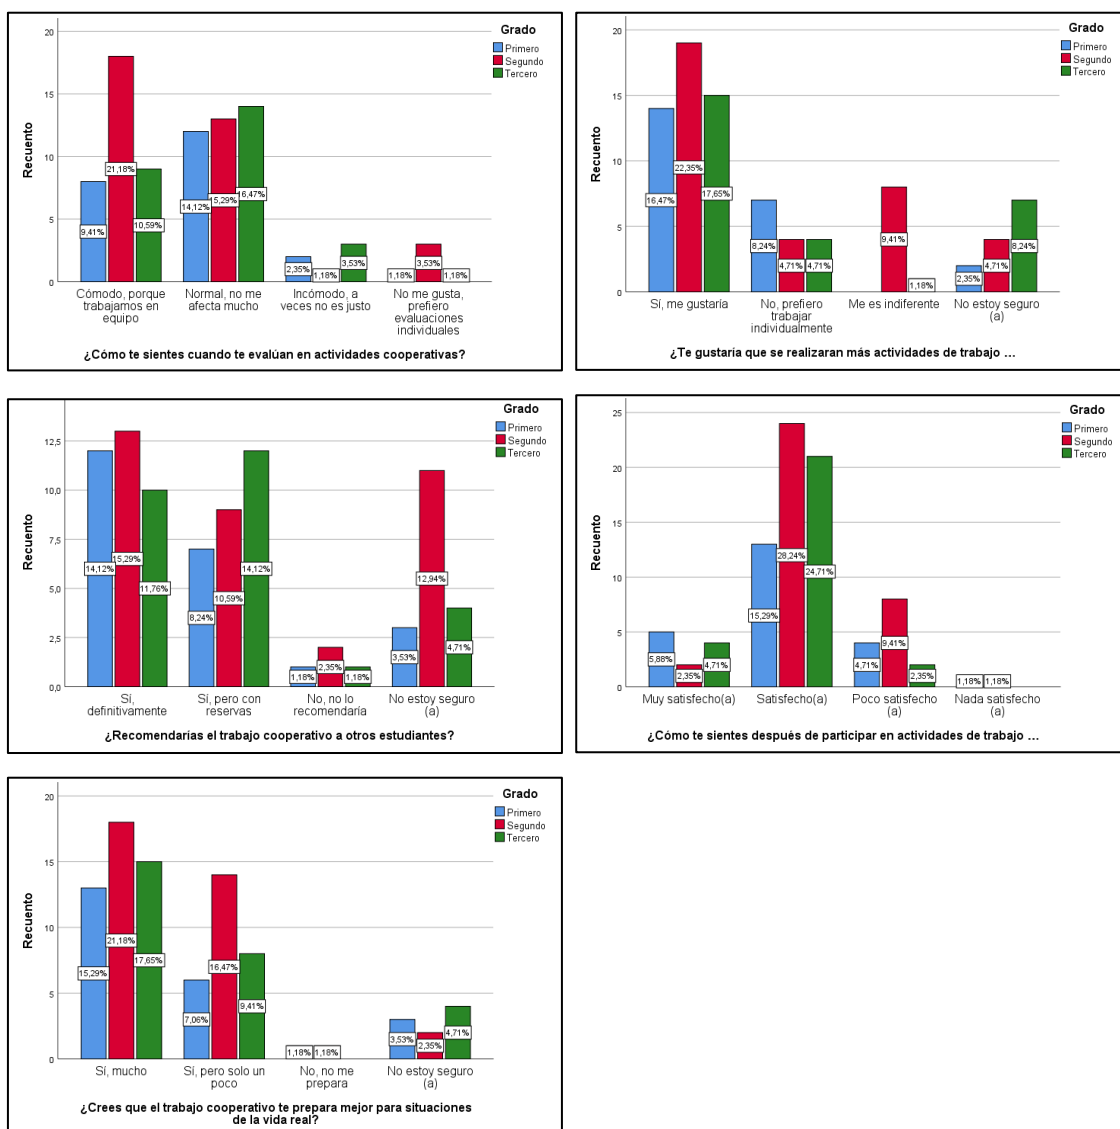 Grado
Primero
Segundo
Tercero
Recuento
20
15
10
5
0
9,41%
21,18%
10,59%
14,12%
15,29%
16,47%
2,35%
1,18%
3,53%
1,18%
3,53%
1,18%
Cómodo, porque trabajamos en equipo
Normal, no me afecta mucho
Incómodo, a veces no es justo
No me gusta, prefiero evaluaciones individuales
¿Cómo te sientes cuando te evalúan en actividades cooperativas?
Grado
Primero
Segundo
Tercero
Recuento
20
15
10
5
0
16,47%
22,35%
17,65%
8,24%
4,71%
4,71%
9,41%
1,18%
2,35%
4,71%
8,24%
Sí, me gustaría
No, prefiero trabajar individualmente
Me es indiferente
No estoy seguro (a)
¿Te gustaría que se realizaran más actividades de trabajo ...
Grado
Primero
Segundo
Tercero
Recuento
12,5
10,0
7,5
5,0
2,5
0,0
14,12%
15,29%
11,76%
8,24%
10,59%
14,12%
1,18%
2,35%
1,18%
3,53%
12,94%
4,71%
Sí, definitivamente
Sí, pero con reservas
No, no lo recomendaría
No estoy seguro (a)
¿Recomendarías el trabajo cooperativo a otros estudiantes?
Grado
Primero
Segundo
Tercero
Recuento
25
20
15
10
5
0
5,88%
2,35%
4,71%
15,29%
28,24%
24,71%
4,71%
9,41%
2,35%
1,18%
1,18%
Muy satisfecho(a)
Satisfecho(a)
Poco satisfecho (a)
Nada satisfecho (a)
¿Cómo te sientes después de participar en actividades de trabajo ...
Grado
Primero
Segundo
Tercero
Recuento
20
15
10
5
0
15,29%
21,18%
17,65%
7,06%
16,47%
9,41%
1,18%
1,18%
3,53%
2,35%
4,71%
Sí, mucho
Sí, pero solo un poco
No, no me prepara
No estoy seguro (a)
¿Crees que el trabajo cooperativo te prepara mejor para situaciones
de la vida real?